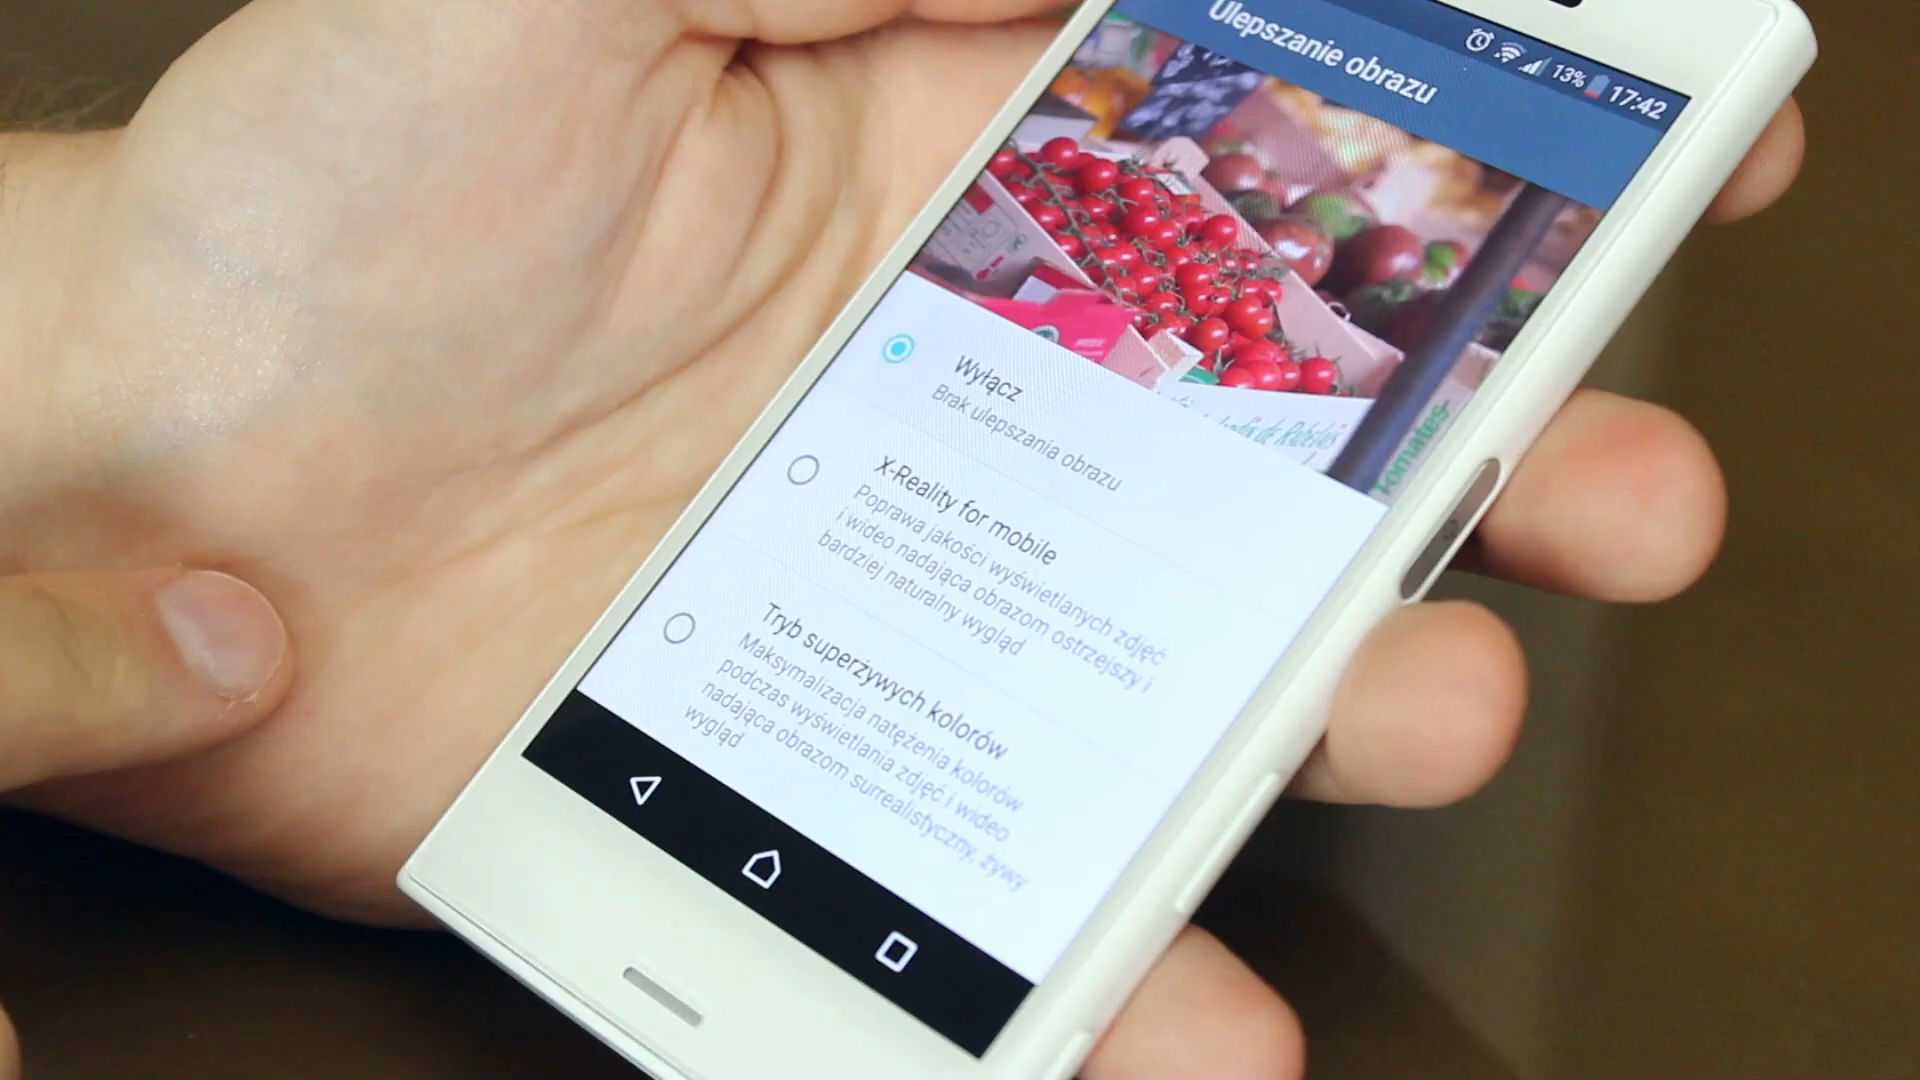 13% 17:42
Ulepszanie obrazu
de Rabelais"
Tomates-
Wyłącz
Brak ulepszania obrazu
X-Reality for mobile
Poprawa jakości wyświetlanych zdjęć
i wideo nadająca obrazom ostrzejszy i
bardziej naturalny wygląd
Tryb superżywych kolorów
Maksymalizacja natężenia kolorów
podczas wyświetlania zdjęć i wideo
nadająca obrazom surrealistyczny, żywy
wygląd